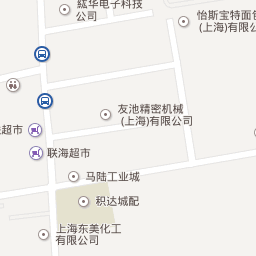 紘华电子科技
公司
怡斯宝特面包
(上海)有限公
友池精密机械
(上海)有限公司
超市
联海超市
马陆工业城
积达城配
上海东美化工
有限公司